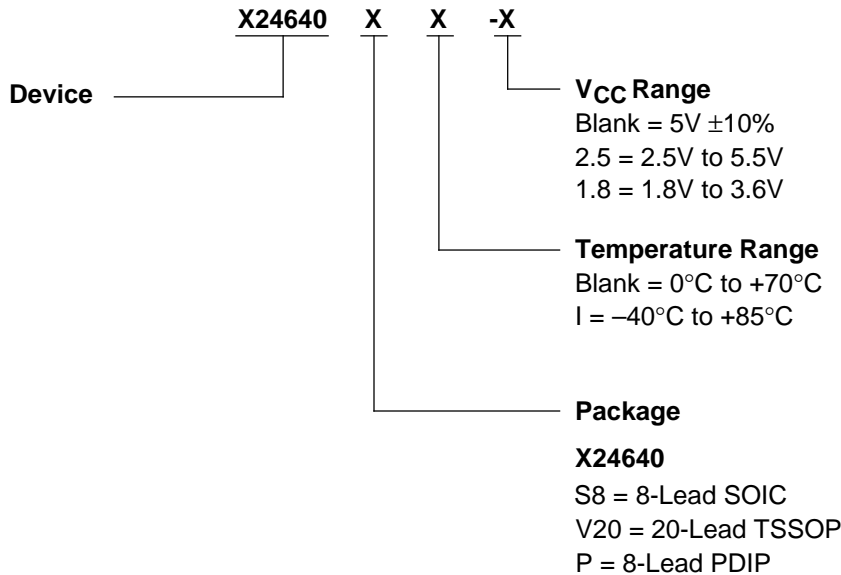 X24640 X X -X
Device
VCC Range
Blank = 5V ±10%
2.5 = 2.5V to 5.5V
1.8 = 1.8V to 3.6V
Temperature Range
Blank = 0°C to +70°C
I = –40°C to +85°C
Package
X24640
S8 = 8-Lead SOIC
V20 = 20-Lead TSSOP
P = 8-Lead PDIP